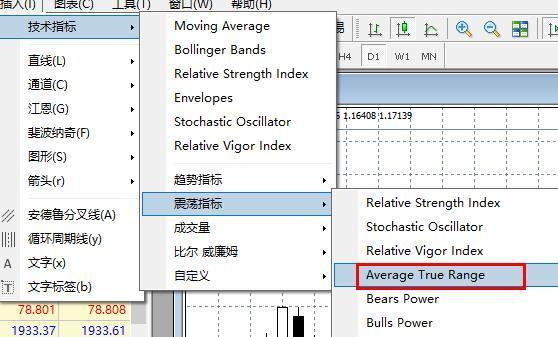 插入(I) 图表(C) 工具(T) 窗口(W) 帮助(H)
技术指标
直线(L)
通道(C)
江恩(G)
斐波纳奇(F)
图形(S)
箭头(r)
安德鲁分叉线(A)
循环周期线(y)
A 文字(x)
T 文字标签(b)
78.801 78.808
1933.37 1933.61
Moving Average
Bollinger Bands
Relative Strength Index
Envelopes
Stochastic Oscillator
Relative Vigor Index
趋势指标
震荡指标
成交量
比尔 威廉姆
自定义
易
H4 D1 W1 MN
1.16408 1.17139
Relative Strength Index
Stochastic Oscillator
Relative Vigor Index
Average True Range
Bears Power
Bulls Power